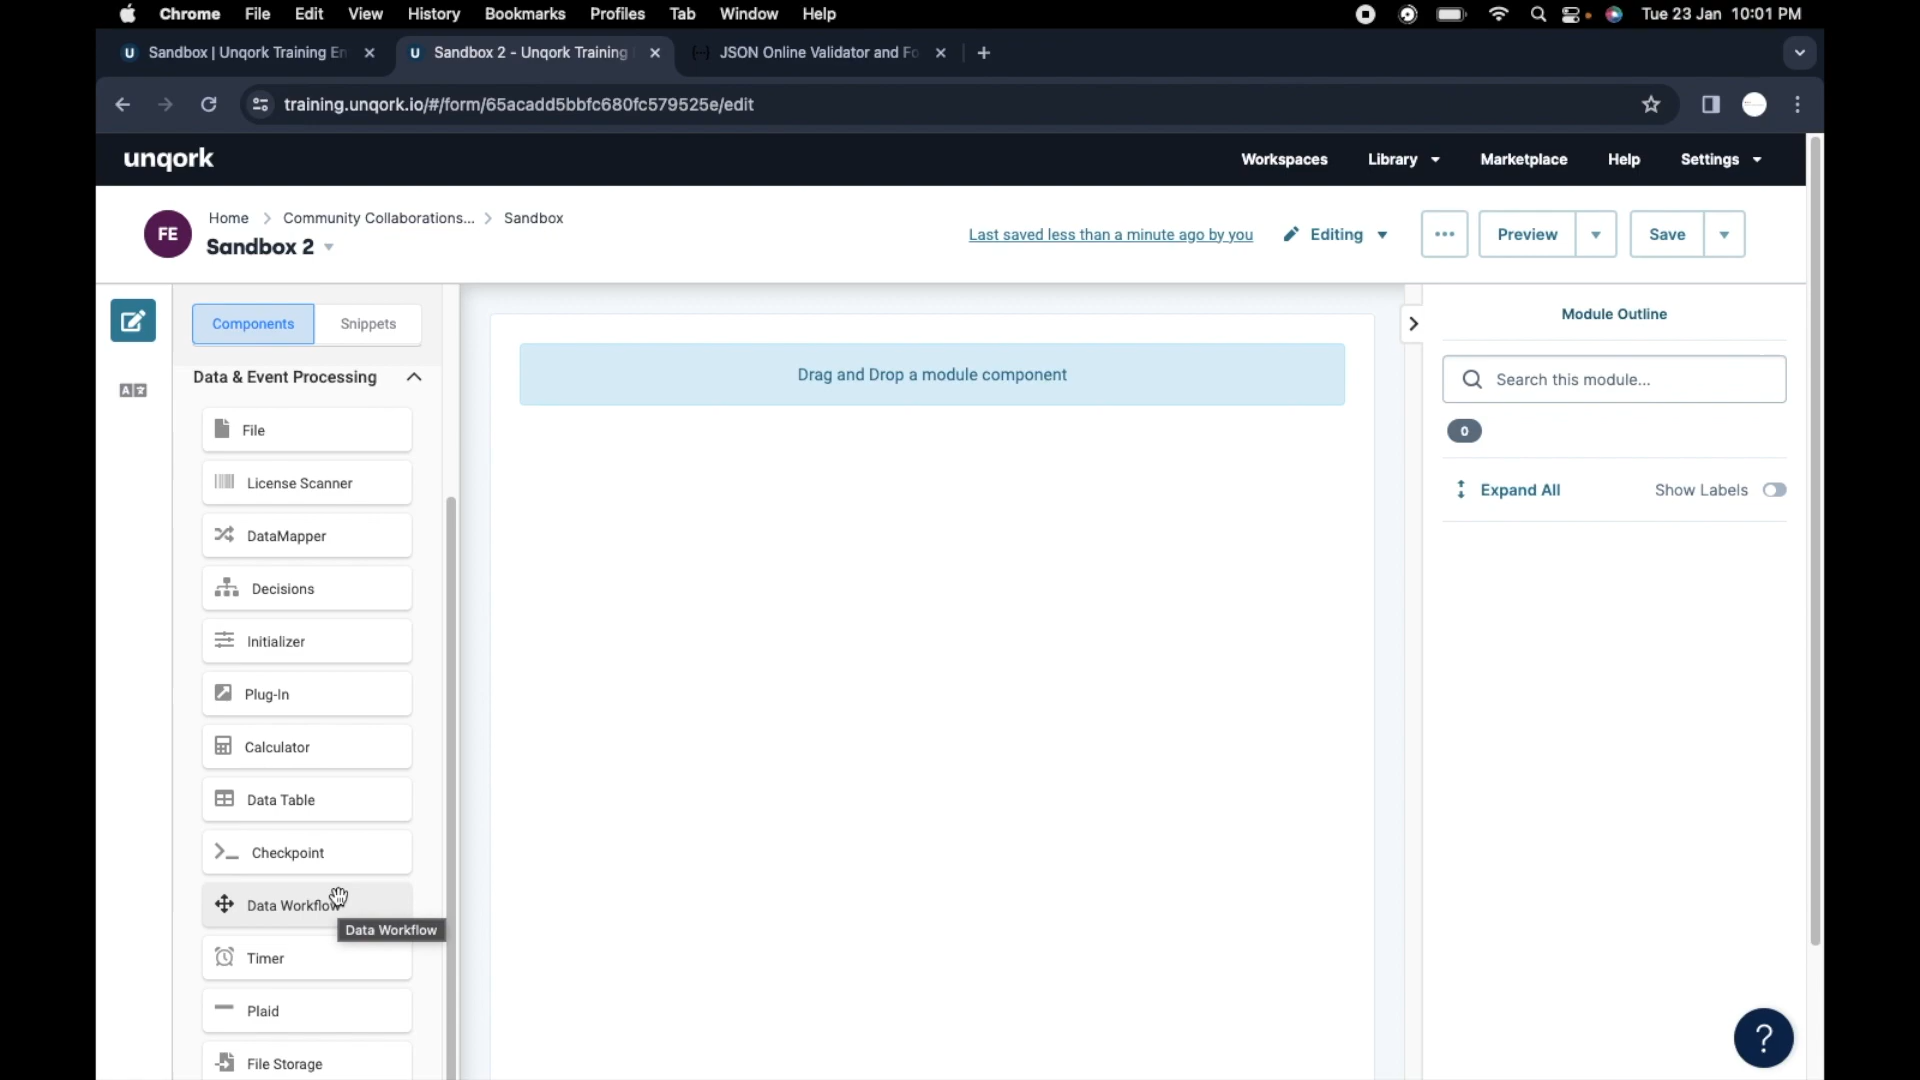 Chrome File Edit View History Bookmarks Profiles Tab Window Help Tue 23 Jan 10:01 PM
U Sandbox | Unqork Training En U Sandbox 2 - Unqork Training JSON Online Validator and Fo
training.unqork.io/#/form/65acadd5bbfc680fc579525e/edit
unqork Workspaces Library Marketplace Help Settings
Home > Community Collaborations... > Sandbox
FE Sandbox 2 Last saved less than a minute ago by you Editing ... Preview Save
Components Snippets
Module Outline
Data & Event Processing
Drag and Drop a module component
Search this module...
File
0
License Scanner
Expand All Show Labels
DataMapper
Decisions
Initializer
Plug-In
Calculator
Data Table
Checkpoint
Data Workflow
Data Workflow
Timer
Plaid
File Storage
?